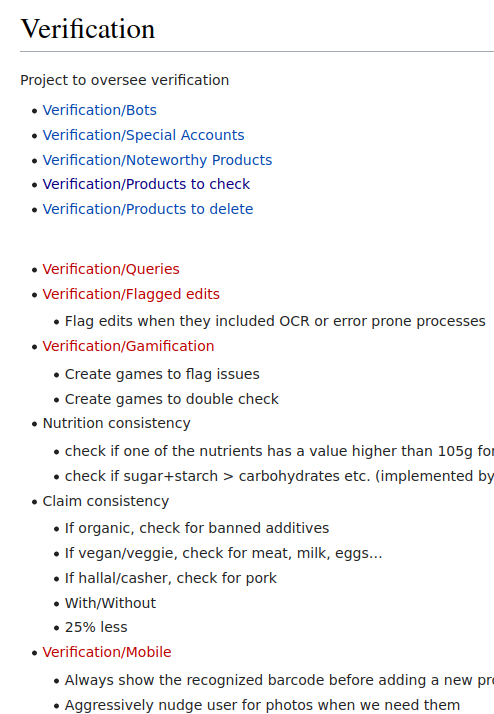 Verification
Project to oversee verification
Verification/Bots
Verification/Special Accounts
Verification/Noteworthy Products
Verification/Products to check
Verification/Products to delete
Verification/Queries
Verification/Flagged edits
Flag edits when they included OCR or error prone processes
Verification/Gamification
Create games to flag issues
Create games to double check
Nutrition consistency
check if one of the nutrients has a value higher than 105g
check if sugar+starch > carbohydrates etc. (implemented by
Claim consistency
If organic, check for banned additives
If vegan/veggie, check for meat, milk, eggs...
If hallal/casher, check for pork
With/Without
25% less
Verification/Mobile
Always show the recognized barcode before adding a new
Aggressively nudge user for photos when we need them